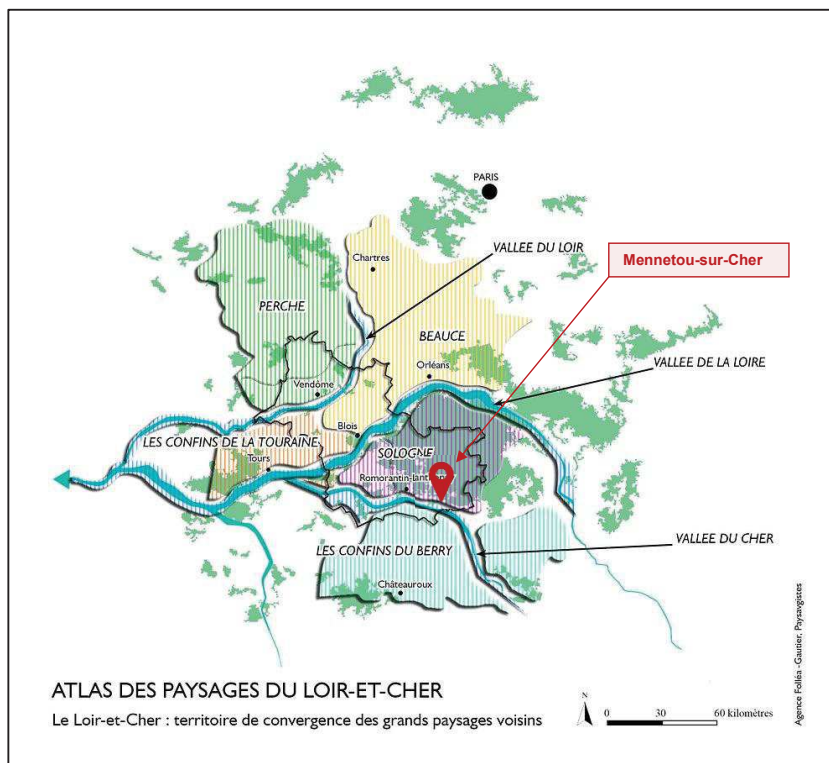 PARIS
VALLEE DU LOIR
Mennetou-sur-Cher
Chartres
PERCHE
BEAUCE
Orléans
VALLEE DE LA LOIRE
Vendôme
Blois
LES CONFINS DE LA TOURAINE
SOLOGNE
Tours
Romorantin-Lanthenay
VALLEE DU CHER
LES CONFINS DU BERRY
Châteauroux
Agence Folléa -Gautier, Paysagistes
ATLAS DES PAYSAGES DU LOIR-ET-CHER
Le Loir-et-Cher : territoire de convergence des grands paysages voisins
N
0 30 60 kilomètres